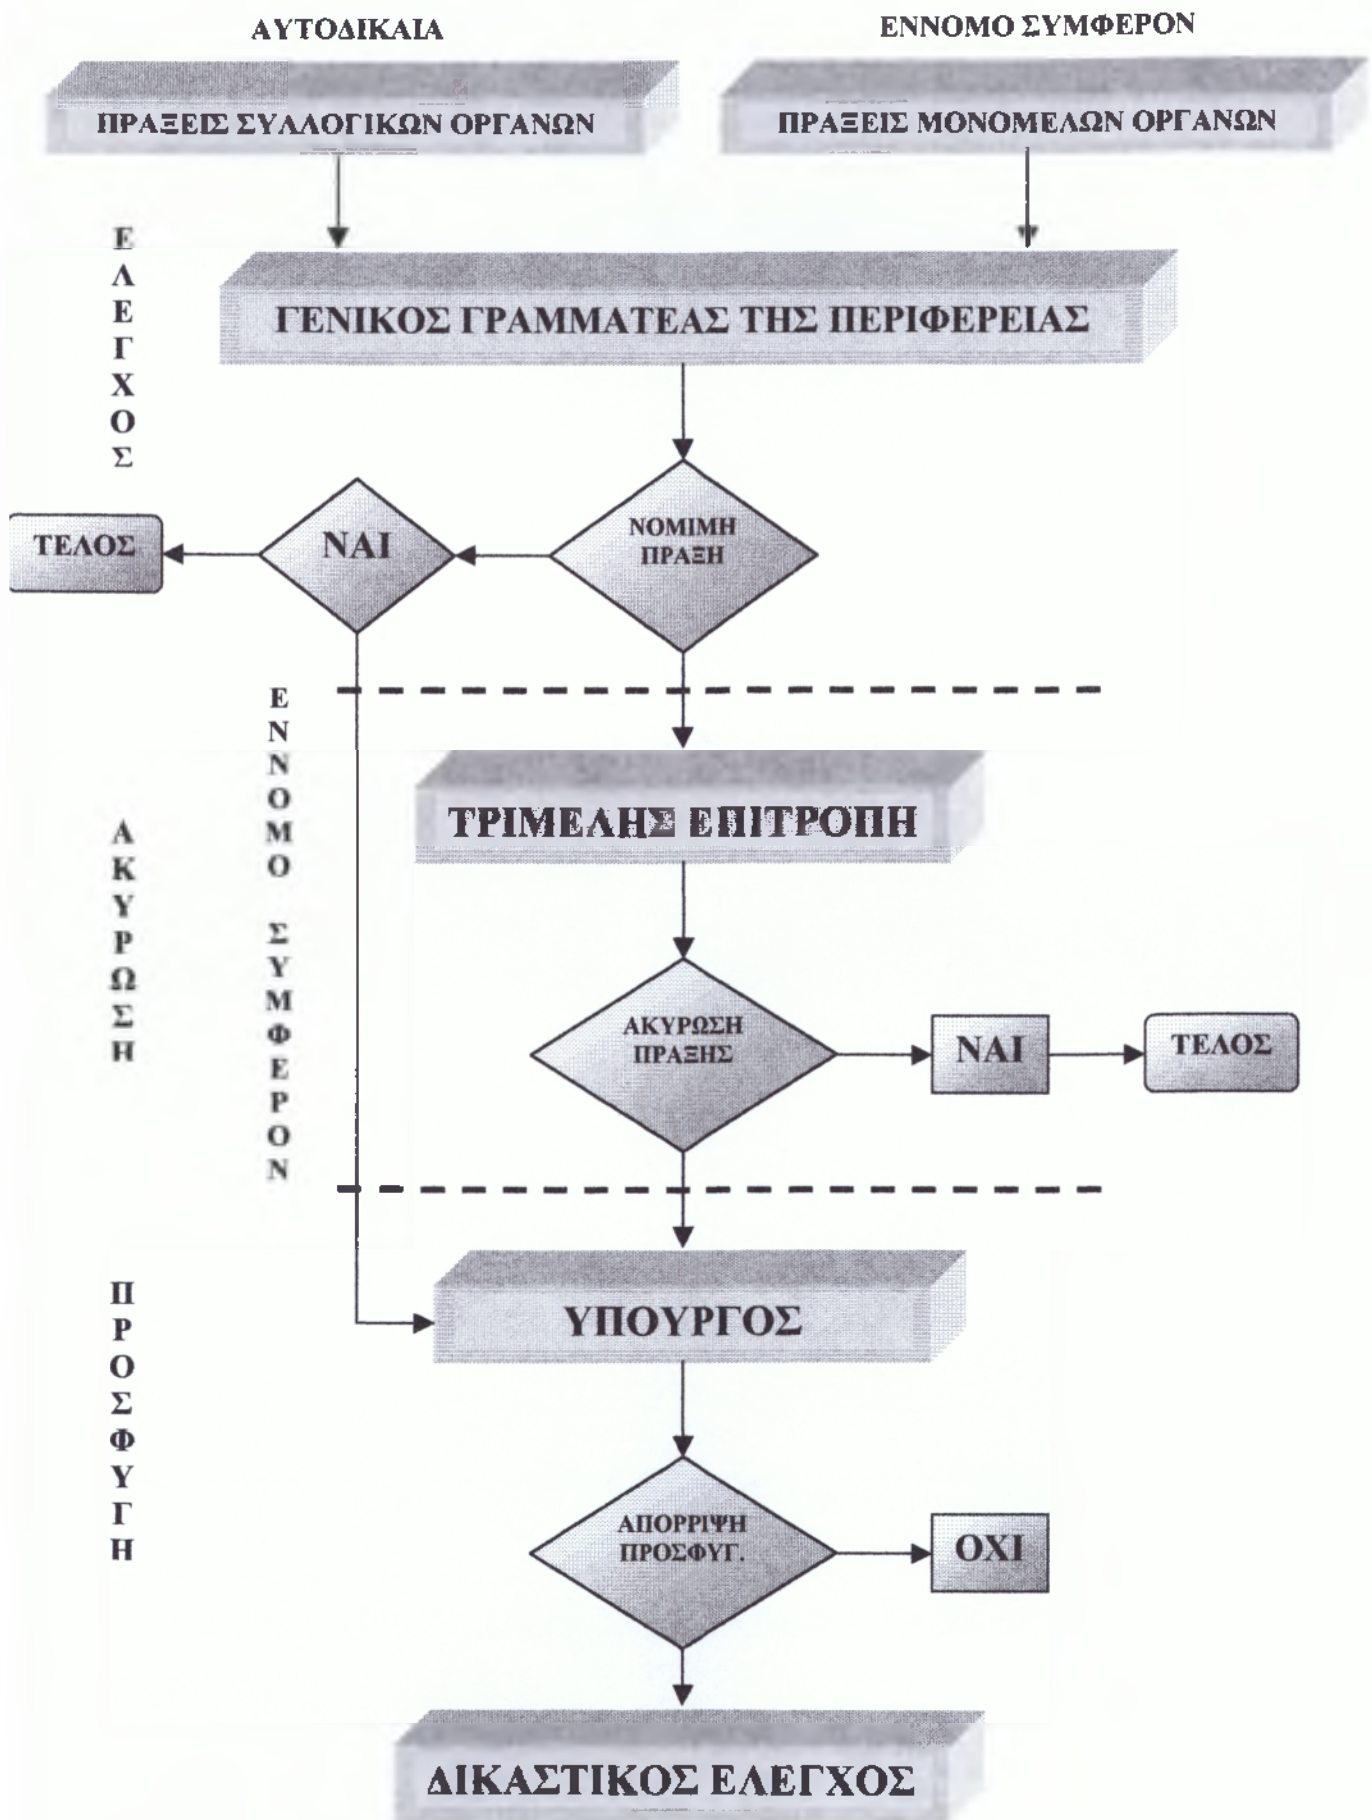 ΑΥΤΟΔΙΚΑΙΑ
ΕΝΝΟΜΟ ΣΥΜΦΕΡΟΝ
ΠΡΑΞΕΙΣ ΣΥΛΛΟΓΙΚΩΝ ΟΡΓΑΝΩΝ
ΠΡΑΞΕΙΣ ΜΟΝΟΜΕΛΩΝ ΟΡΓΑΝΩΝ
ΕΛΕΓΧΟΣ
ΓΕΝΙΚΟΣ ΓΡΑΜΜΑΤΕΑΣ ΤΗΣ ΠΕΡΙΦΕΡΕΙΑΣ
ΤΕΛΟΣ
ΝΑΙ
ΝΟΜΙΜΗ
ΠΡΑΞΗ
ΕΝΝΟΜΟ ΣΥΜΦΕΡΟΝ
ΑΚΥΡΩΣΗ
ΤΡΙΜΕΛΗΣ ΕΠΙΤΡΟΠΗ
ΑΚΥΡΩΣΗ
ΠΡΑΞΗΣ
ΝΑΙ
ΤΕΛΟΣ
ΠΡΟΣΦΥΓΗ
ΥΠΟΥΡΓΟΣ
ΑΠΟΡΡΙΨΗ
ΠΡΟΣΦΥΓ.
ΟΧΙ
ΔΙΚΑΣΤΙΚΟΣ ΕΛΕΓΧΟΣ